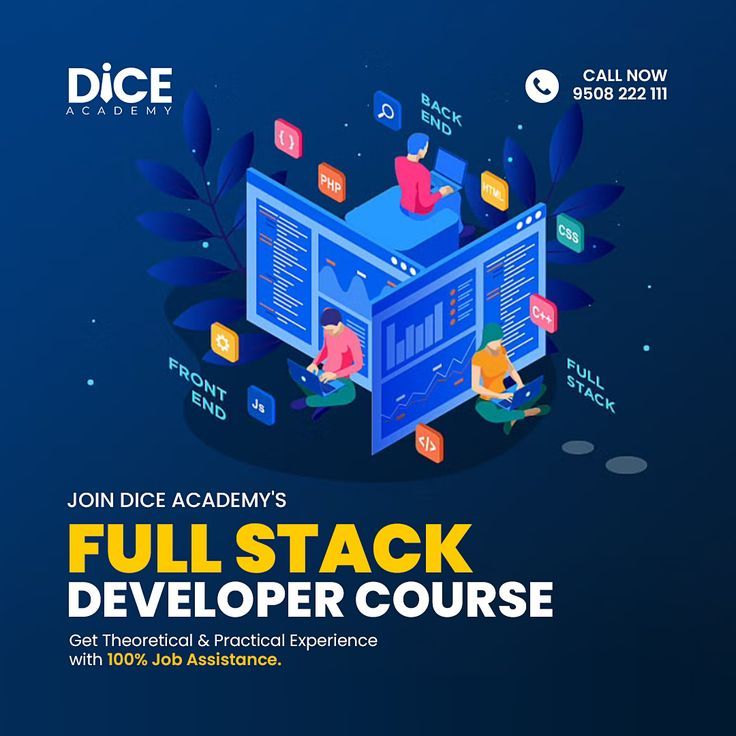 DiCE
ACADEMY
CALL NOW
9508 222 111
BACK
END
{ }
PHP
HTML
CSS
C++
FRONT
END
Js
FULL
STACK
</>
JOIN DICE ACADEMY'S
FULL STACK
DEVELOPER COURSE
Get Theoretical & Practical Experience
with 100% Job Assistance.